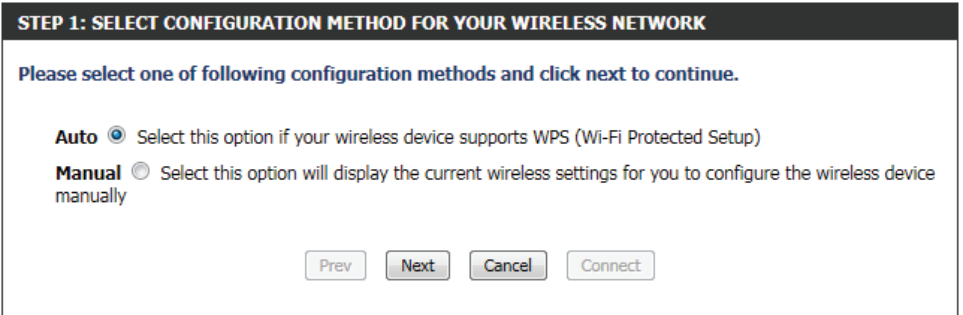 STEP 1: SELECT CONFIGURATION METHOD FOR YOUR WIRELESS NETWORK
Please select one of following configuration methods and click next to continue.
Auto Select this option if your wireless device supports WPS (Wi-Fi Protected Setup)
Manual Select this option will display the current wireless settings for you to configure the wireless device
manually
Prev Next Cancel Connect